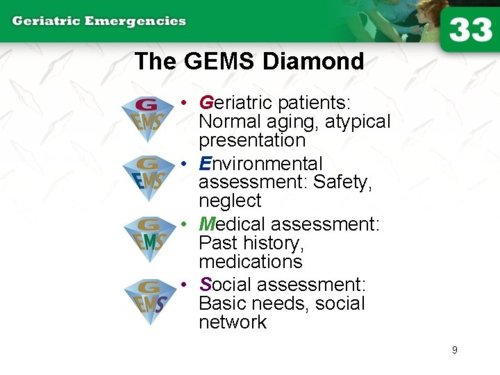 Geriatric Emergencies
33
The GEMS Diamond
G
EMS
• Geriatric patients:
Normal aging, atypical
presentation
G
EMS
• Environmental
assessment: Safety,
neglect
G
EMS
• Medical assessment:
Past history,
medications
G
EMS
• Social assessment:
Basic needs, social
network
9